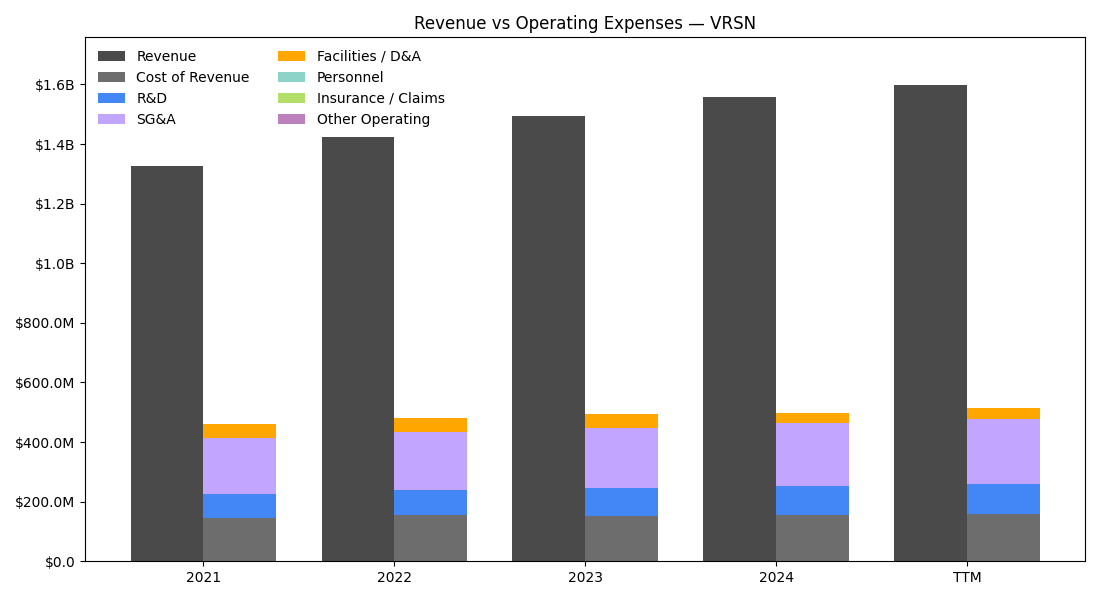 Revenue vs Operating Expenses — VRSN
Revenue
Cost of Revenue
R&D
SG&A
Facilities / D&A
Personnel
Insurance / Claims
Other Operating
$1.6B
$1.4B
$1.2B
$1.0B
$800.0M
$600.0M
$400.0M
$200.0M
$0.0
2021 2022 2023 2024 TTM